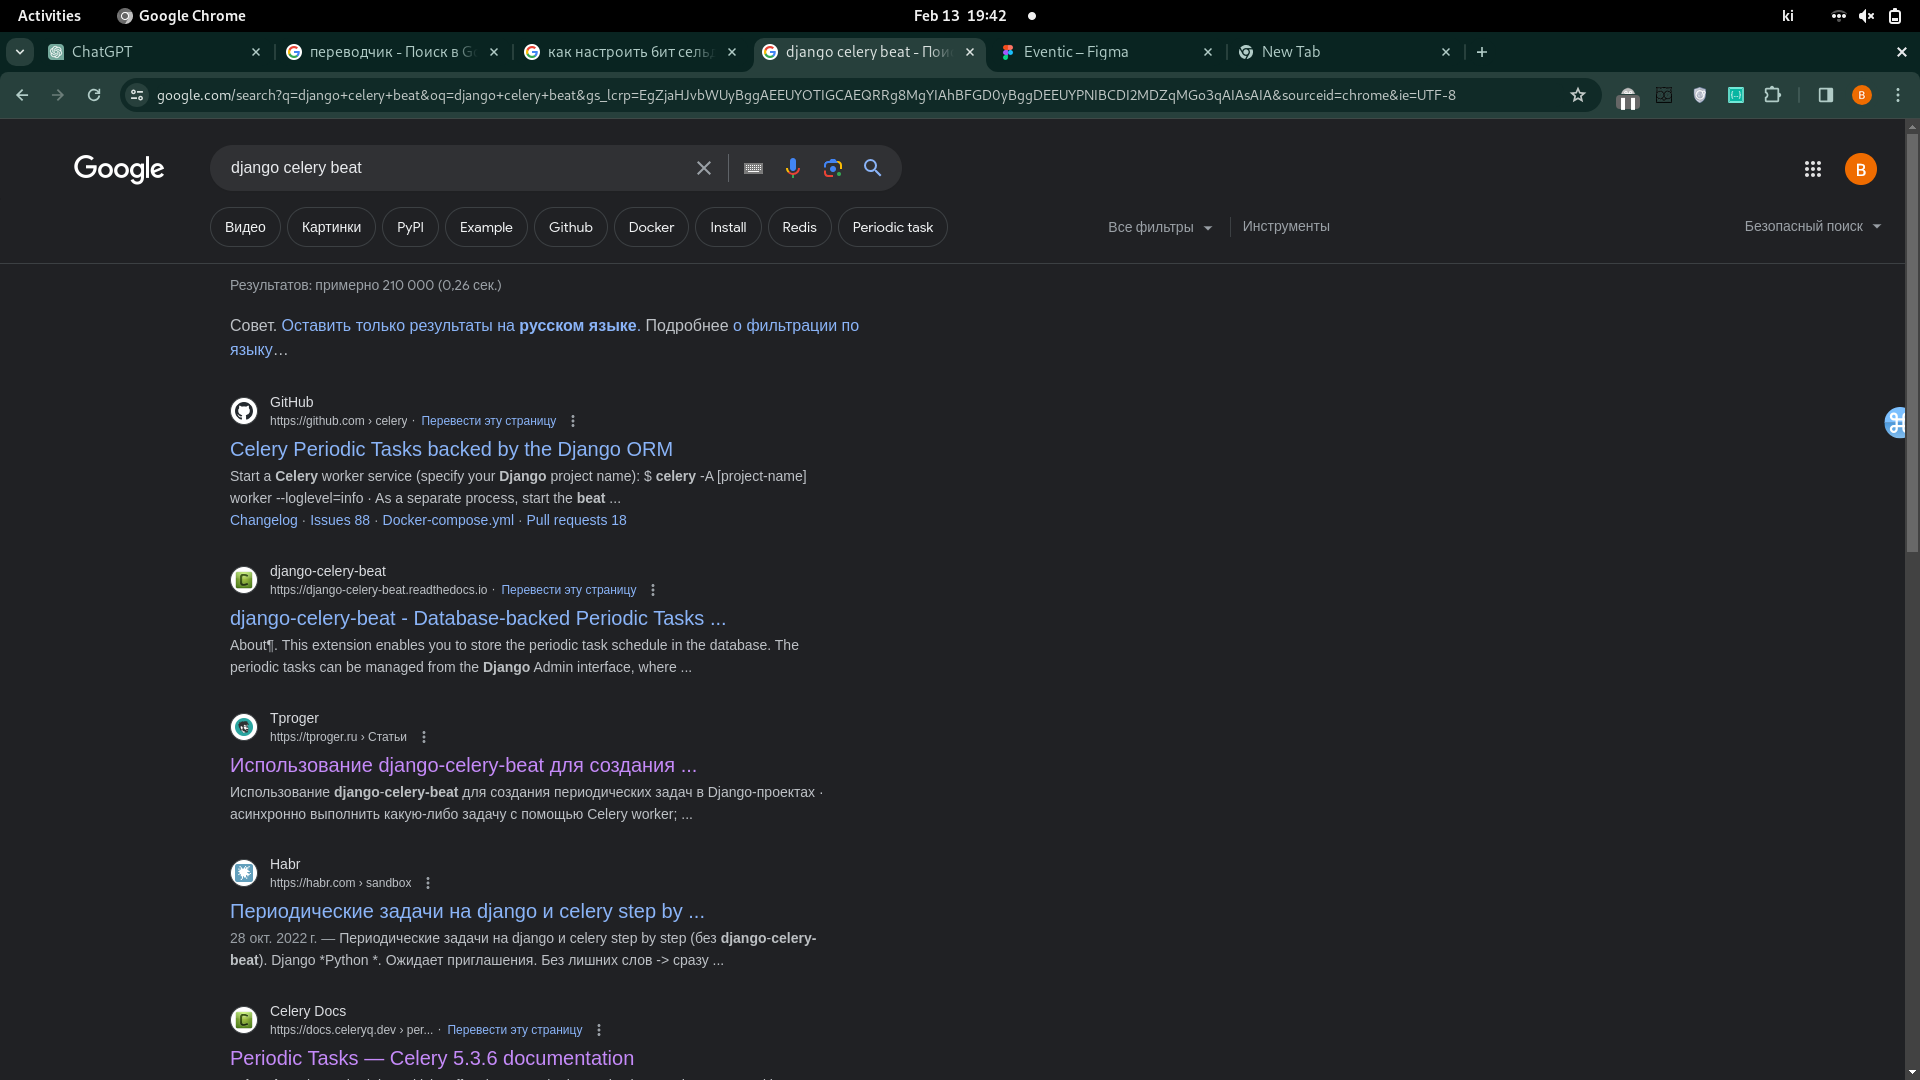 Activities
Google Chrome
Feb 13 19:42
ki
ChatGPT
переводчик - Поиск в Go
как настроить бит сельд
django celery beat - Пои
Eventic – Figma
New Tab
google.com/search?q=django+celery+beat&oq=django+celery+beat&gs_lcrp=EgZjaHJvbWUyBggAEEUYOTIGCAEQRRg8MgYIAhBFGD0yBggDEEUYPNIBCDI2MDZqMGo3qAIAsAIA&sourceid=chrome&ie=UTF-8
B
Google
django celery beat
B
Видео
Картинки
PyPI
Example
Github
Docker
Install
Redis
Periodic task
Все фильтры
Инструменты
Безопасный поиск
Результатов: примерно 210 000 (0,26 сек.)
Совет. Оставить только результаты на русском языке. Подробнее о фильтрации по
языку…
GitHub
https://github.com › celery · Перевести эту страницу
Celery Periodic Tasks backed by the Django ORM
Start a Celery worker service (specify your Django project name): $ celery -A [project-name]
worker --loglevel=info · As a separate process, start the beat ...
Changelog · Issues 88 · Docker-compose.yml · Pull requests 18
django-celery-beat
https://django-celery-beat.readthedocs.io · Перевести эту страницу
django-celery-beat - Database-backed Periodic Tasks ...
About¶. This extension enables you to store the periodic task schedule in the database. The
periodic tasks can be managed from the Django Admin interface, where ...
Tproger
https://tproger.ru › Статьи
Использование django-celery-beat для создания ...
Использование django-celery-beat для создания периодических задач в Django-проектах ·
асинхронно выполнить какую-либо задачу с помощью Celery worker; ...
Habr
https://habr.com › sandbox
Периодические задачи на django и celery step by ...
28 окт. 2022 г. — Периодические задачи на django и celery step by step (без django-celery-
beat). Django *Python *. Ожидает приглашения. Без лишних слов -> сразу ...
Celery Docs
https://docs.celeryq.dev › per... · Перевести эту страницу
Periodic Tasks — Celery 5.3.6 documentation